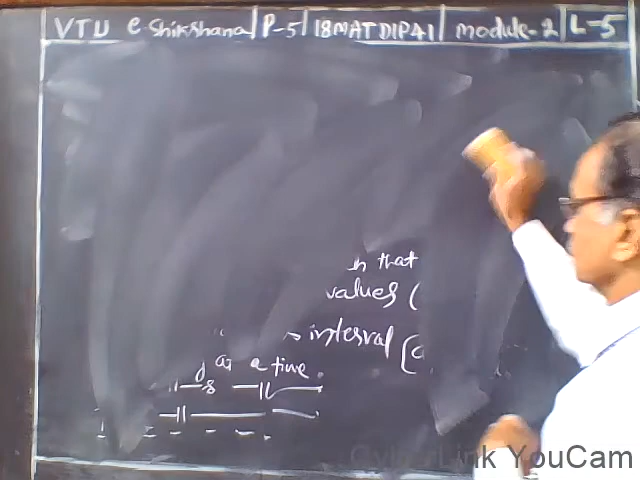 VTU e-Shikshana | P-5 | 18MATDIP41 | module-2 | L-5
that
values (
interval [a
at a time.
CyberLink YouCam